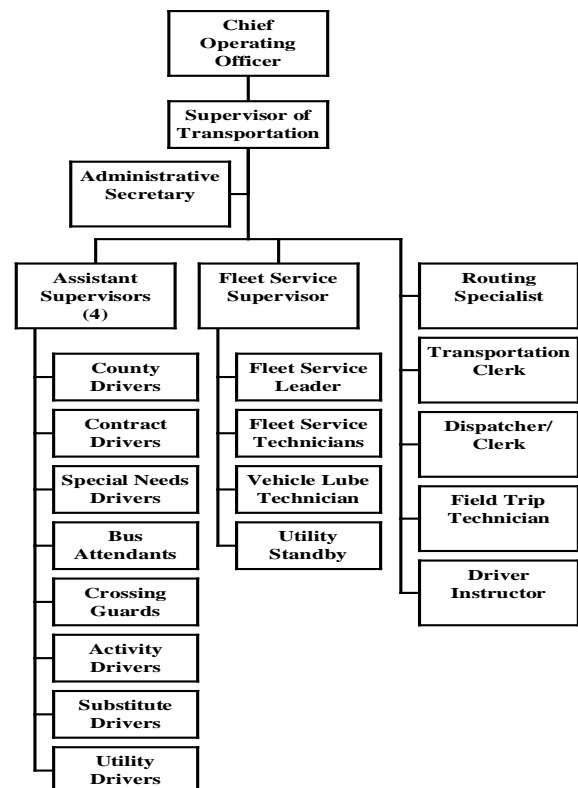 Chief
Operating
Officer
Supervisor of
Transportation
Administrative
Secretary
Assistant
Supervisors
(4)
Fleet Service
Supervisor
Routing
Specialist
County
Drivers
Contract
Drivers
Special Needs
Drivers
Bus
Attendants
Crossing
Guards
Activity
Drivers
Substitute
Drivers
Utility
Drivers
Fleet Service
Leader
Fleet Service
Technicians
Vehicle Lube
Technician
Utility
Standby
Transportation
Clerk
Dispatcher/
Clerk
Field Trip
Technician
Driver
Instructor